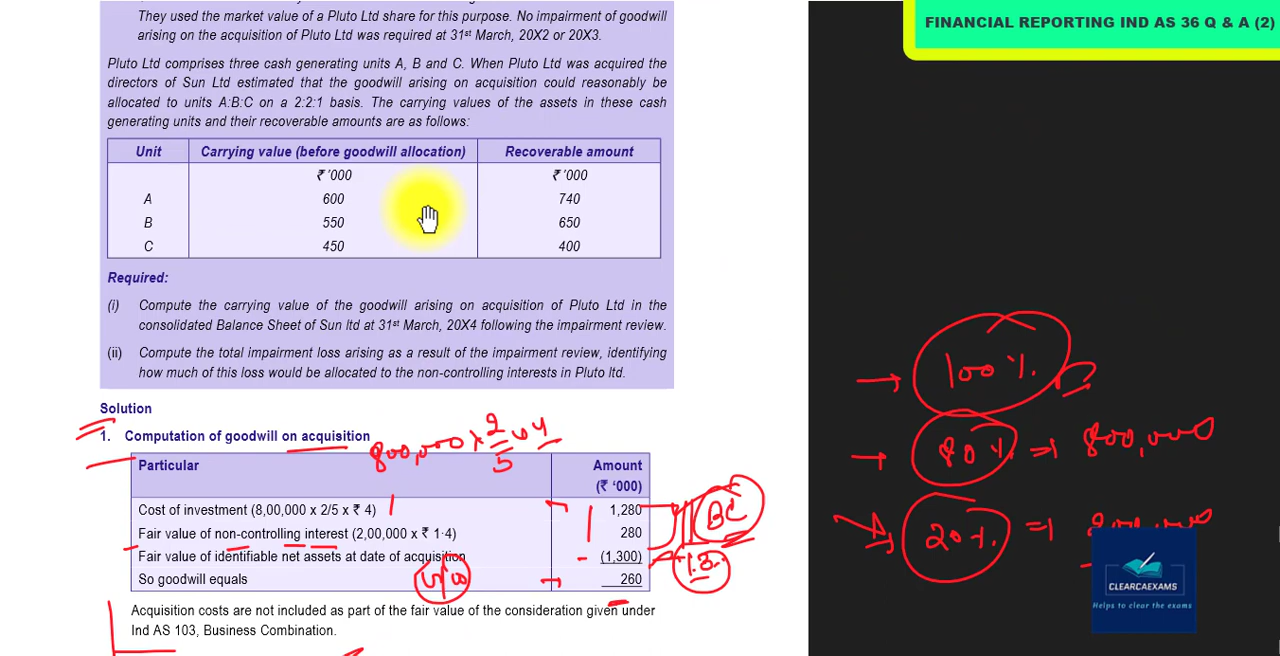 They used the market value of a Pluto Ltd share for this purpose. No impairment of goodwill
arising on the acquisition of Pluto Ltd was required at 31st March, 20X2 or 20X3.
Pluto Ltd comprises three cash generating units A, B and C. When Pluto Ltd was acquired the
directors of Sun Ltd estimated that the goodwill arising on acquisition could reasonably be
allocated to units A:B:C on a 2:2:1 basis. The carrying values of the assets in these cash
generating units and their recoverable amounts are as follows:
Unit Carrying value (before goodwill allocation) Recoverable amount
₹'000 ₹'000
A 600 740
B 550 650
C 450 400
Required:
(i) Compute the carrying value of the goodwill arising on acquisition of Pluto Ltd in the
consolidated Balance Sheet of Sun ltd at 31st March, 20X4 following the impairment review.
(ii) Compute the total impairment loss arising as a result of the impairment review, identifying
how much of this loss would be allocated to the non-controlling interests in Pluto ltd.
Solution
1. Computation of goodwill on acquisition
800,000 × 2/5 × 4
Particular Amount
(₹ '000)
Cost of investment (8,00,000 x 2/5 x ₹ 4) 1,280
Fair value of non-controlling interest (2,00,000 x ₹ 1·4) 280
Fair value of identifiable net assets at date of acquisition (1,300)
So goodwill equals 260
BC
Acquisition costs are not included as part of the fair value of the consideration given under
Ind AS 103, Business Combination.
FINANCIAL REPORTING IND AS 36 Q & A (2)
→ 100 %. ?
→ 80 %. ⇒ 800,000
20 %. ⇒
CLEARCAEXAMS
Helps to clear the exams